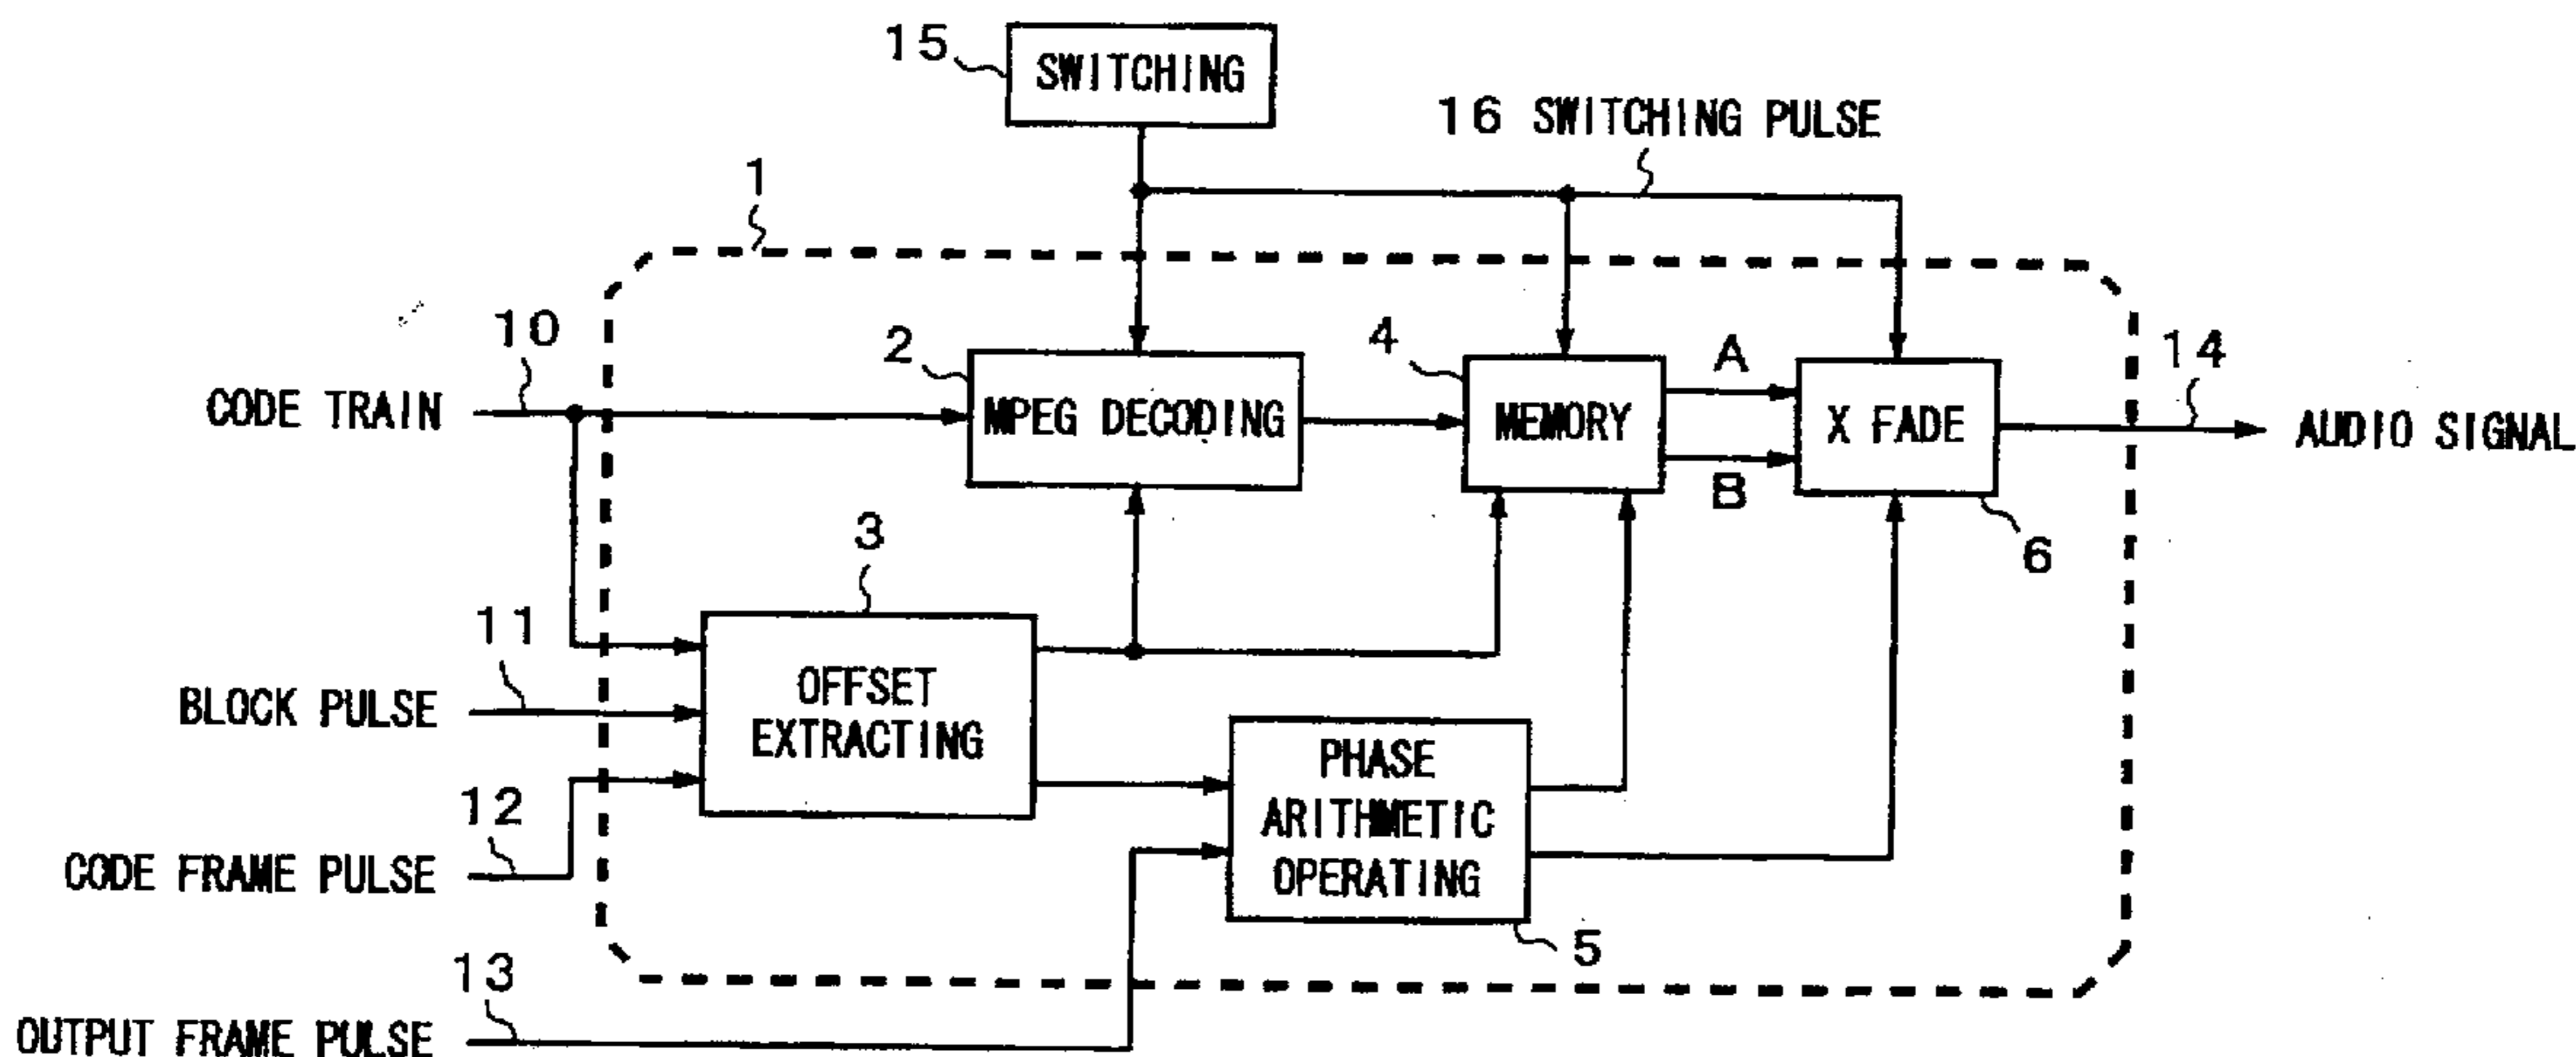 15
SWITCHING
16 SWITCHING PULSE
1
10
CODE TRAIN
2
MPEG DECODING
4
MEMORY
A
B
X FADE
6
14
AUDIO SIGNAL
3
OFFSET
EXTRACTING
11
BLOCK PULSE
12
CODE FRAME PULSE
PHASE
ARITHMETIC
OPERATING
5
13
OUTPUT FRAME PULSE